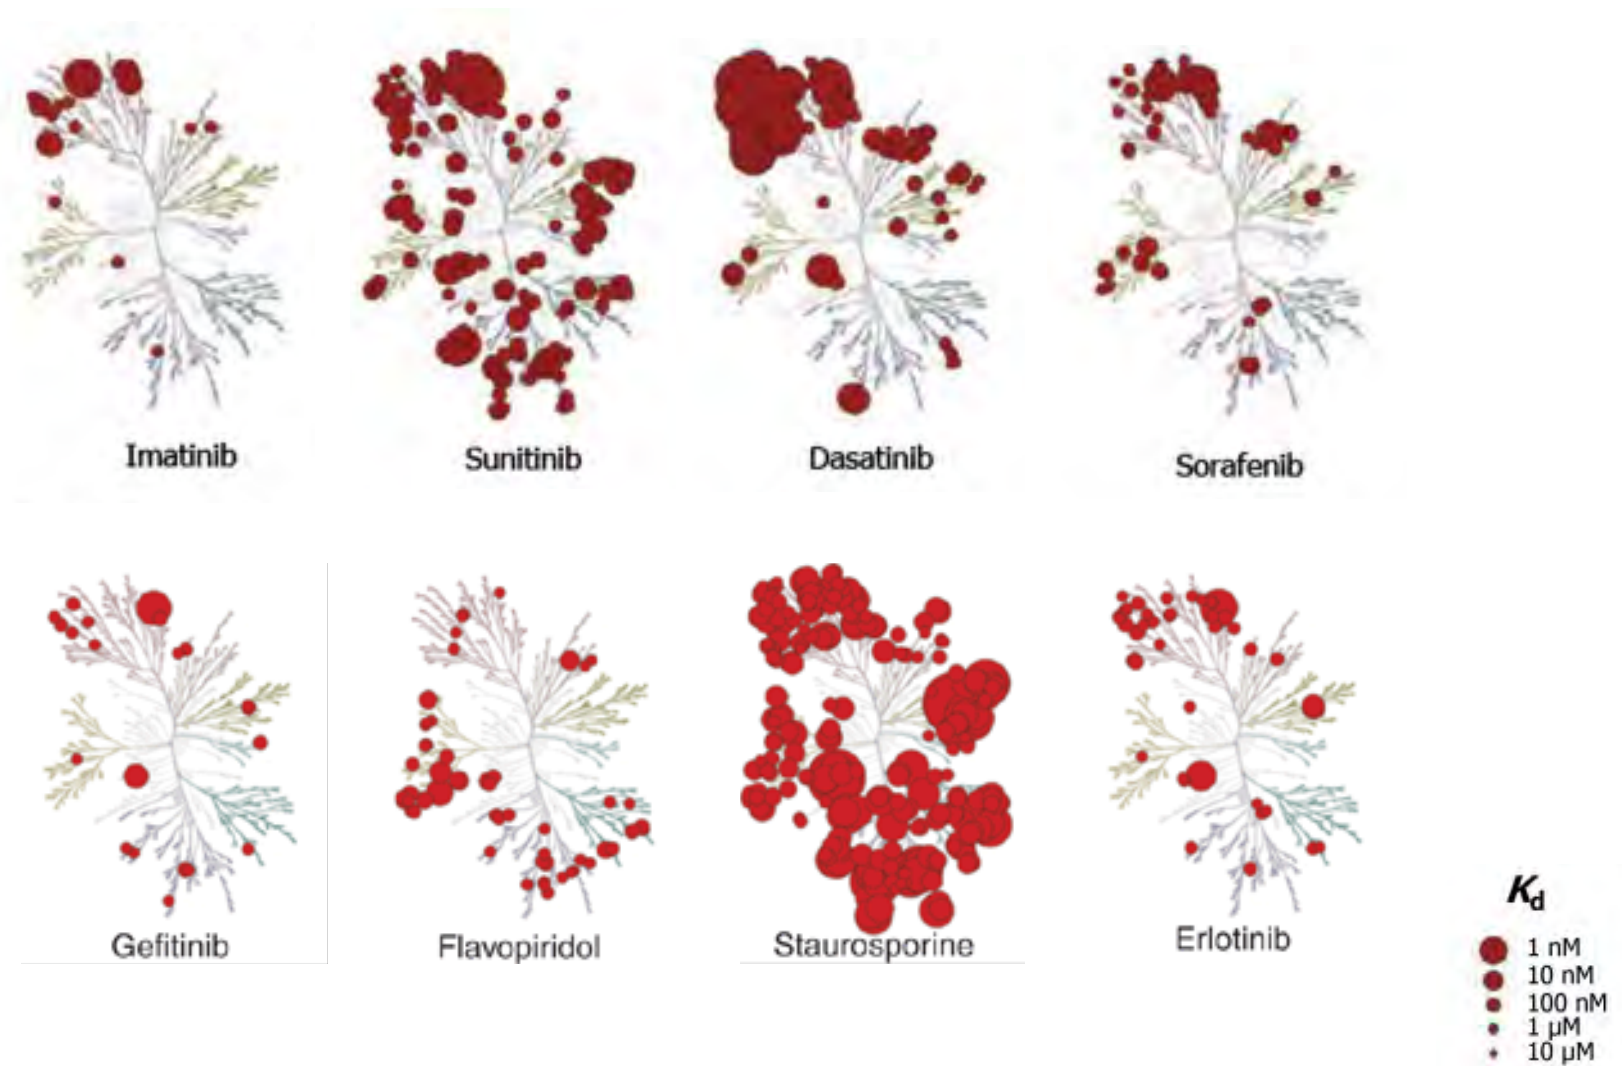 Imatinib
Sunitinib
Dasatinib
Sorafenib
Gefitinib
Flavopiridol
Staurosporine
Erlotinib
Kd
1 nM
10 nM
100 nM
1 µM
10 µM